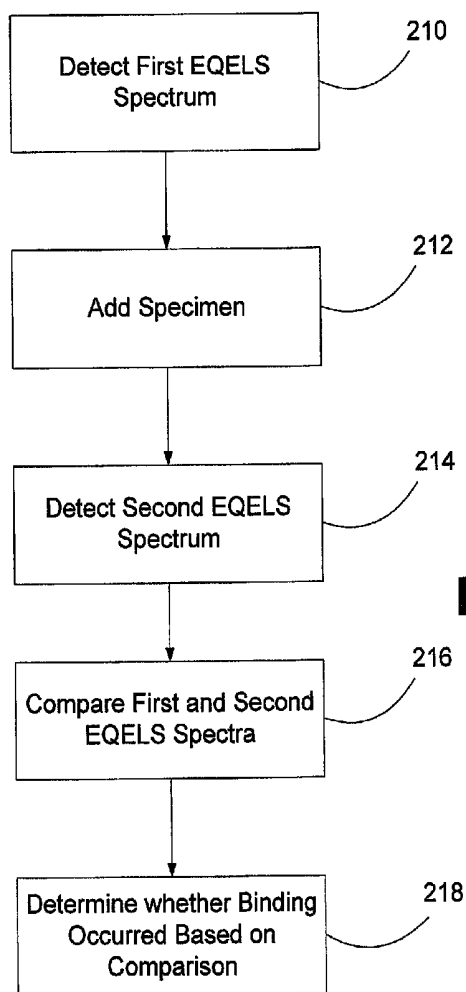 210
Detect First EQELS
Spectrum
212
Add Specimen
214
Detect Second EQELS
Spectrum
216
Compare First and Second
EQELS Spectra
218
Determine whether Binding
Occurred Based on
Comparison